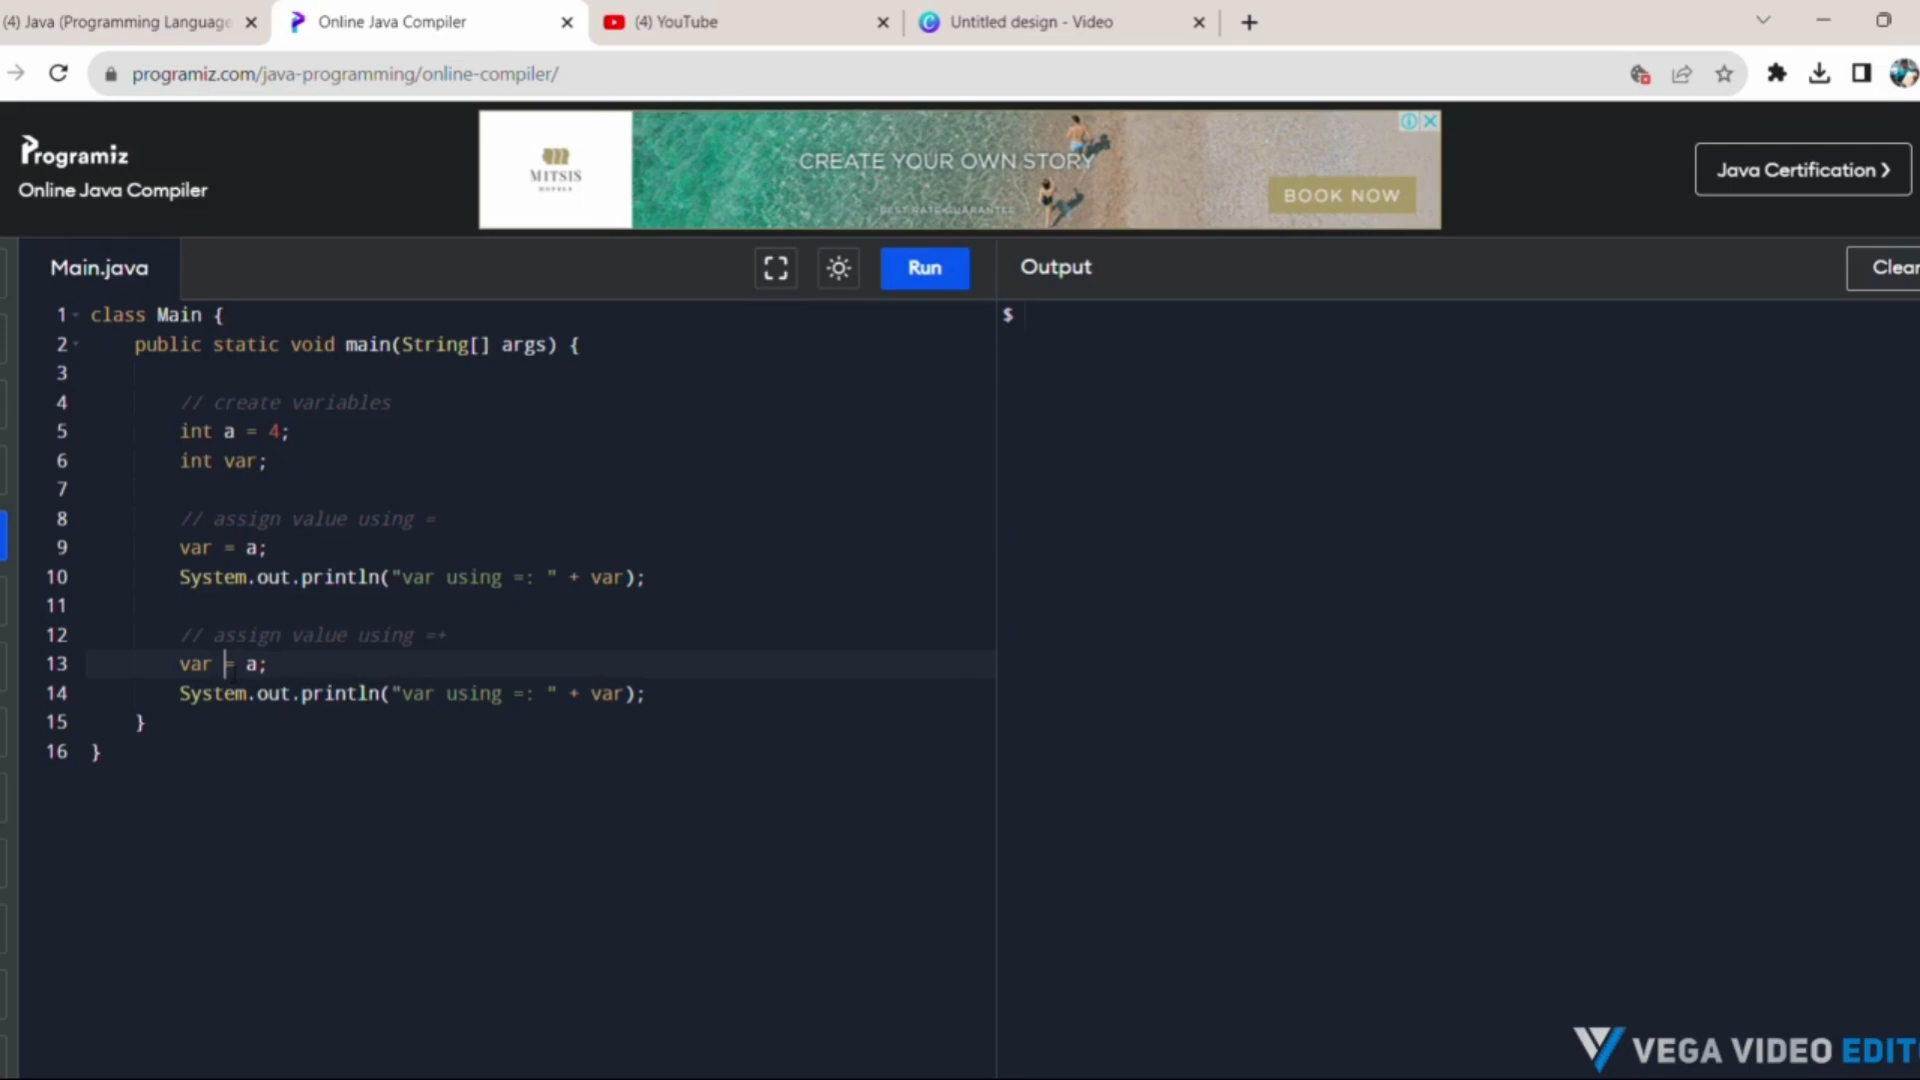 (4) Java (Programming Language
Online Java Compiler
(4) YouTube
Untitled design - Video
programiz.com/java-programming/online-compiler/
Programiz
Online Java Compiler
MITSIS
HOTELS
CREATE YOUR OWN STORY
BEST RATE GUARANTEE
BOOK NOW
Java Certification ❯
Main.java
Run
Output
Clear
1 class Main {
2 public static void main(String[] args) {
3
4 // create variables
5 int a = 4;
6 int var;
7
8 // assign value using =
9 var = a;
10 System.out.println("var using =: " + var);
11
12 // assign value using =+
13 var = a;
14 System.out.println("var using =: " + var);
15 }
16 }
$
VEGA VIDEO EDIT